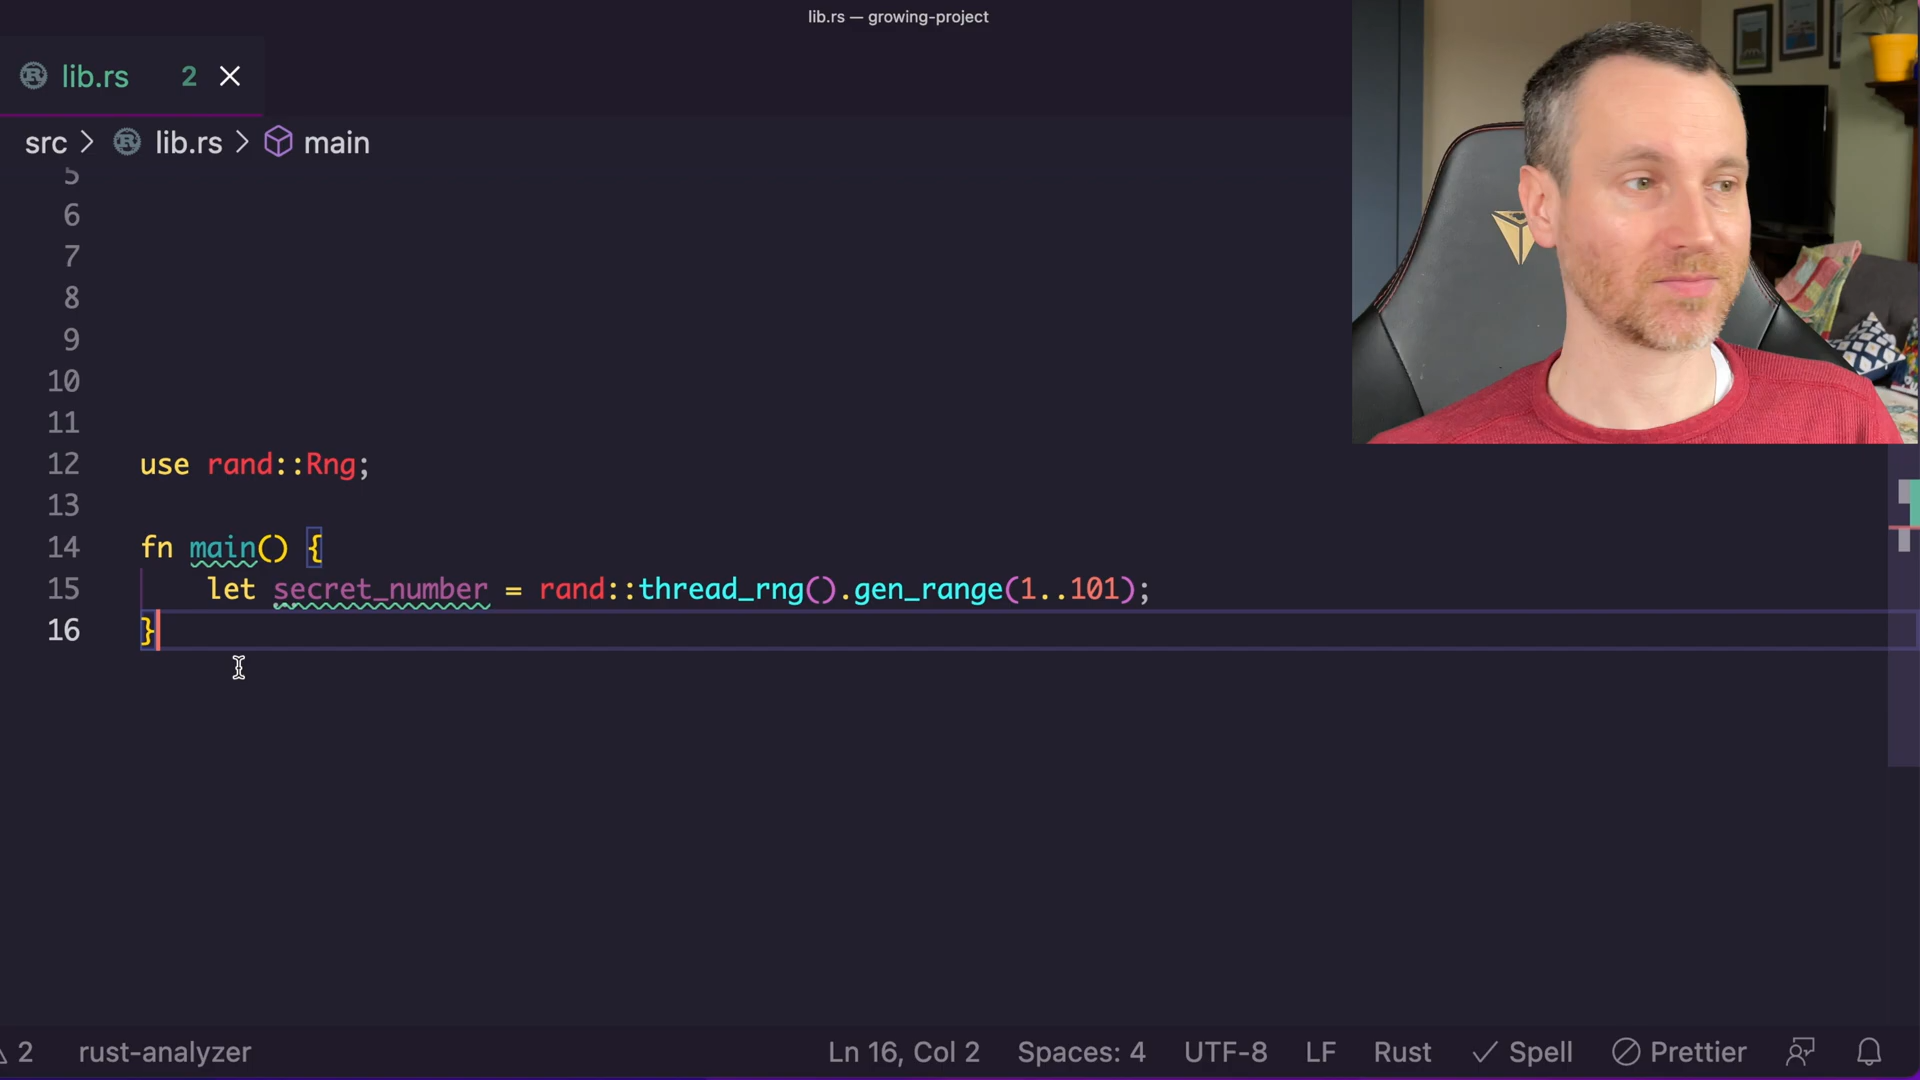 lib.rs — growing-project
lib.rs 2
src > lib.rs > main
5
6
7
8
9
10
11
12 use rand::Rng;
13
14 fn main() {
15 let secret_number = rand::thread_rng().gen_range(1..101);
16 }
2 rust-analyzer Ln 16, Col 2 Spaces: 4 UTF-8 LF Rust Spell Prettier